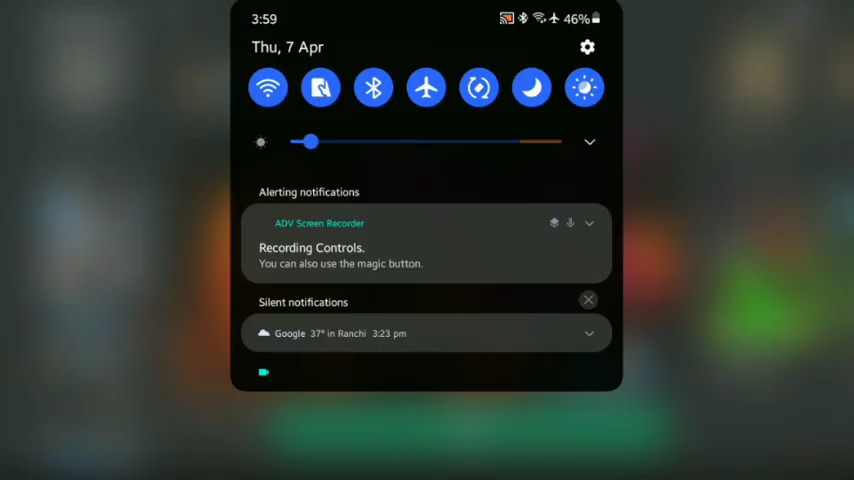 3:59 46%
Thu, 7 Apr
Alerting notifications
ADV Screen Recorder
Recording Controls.
You can also use the magic button.
Silent notifications
Google 37° in Ranchi 3:23 pm